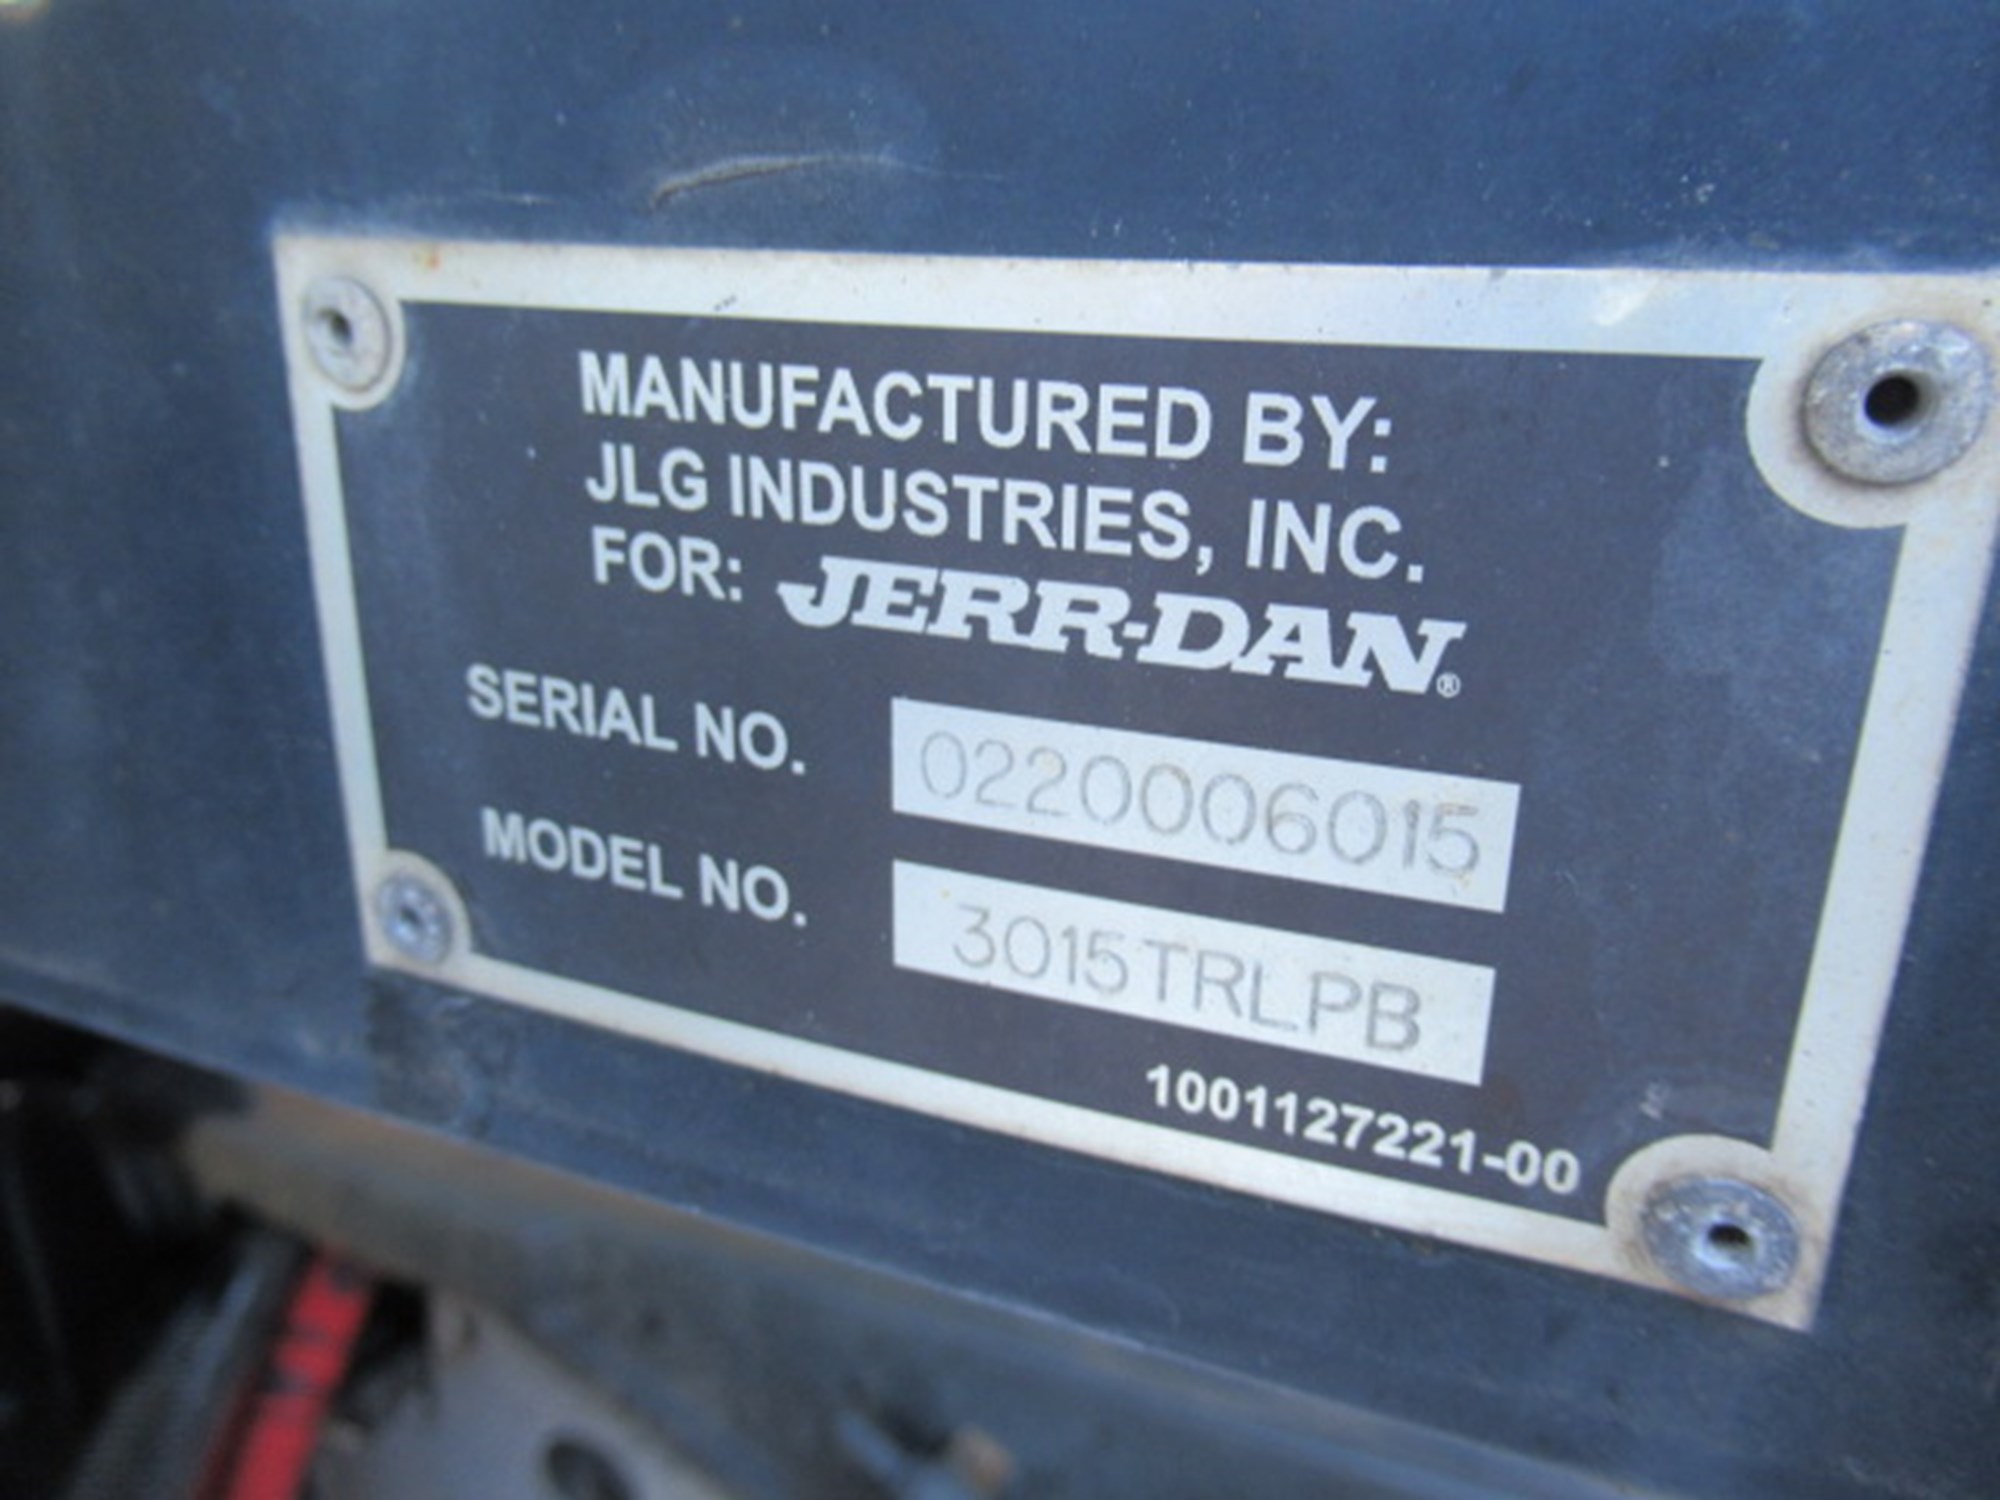 MANUFACTURED BY:
JLG INDUSTRIES, INC.
FOR: JERR-DAN®
SERIAL NO. 0220006015
MODEL NO. 3015TRLPB
1001127221-00